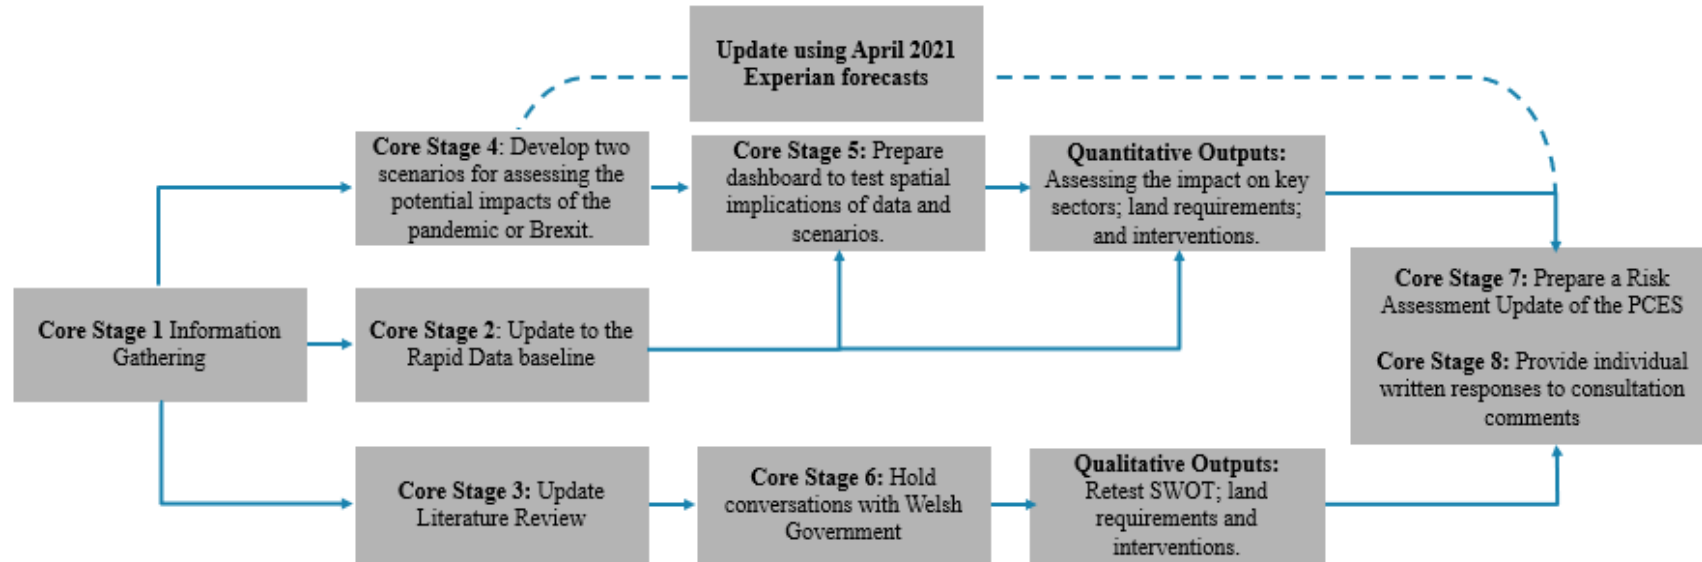 Update using April 2021
Experian forecasts
Core Stage 4: Develop two
scenarios for assessing the
potential impacts of the
pandemic or Brexit.
Core Stage 5: Prepare
dashboard to test spatial
implications of data and
scenarios.
Quantitative Outputs:
Assessing the impact on key
sectors; land requirements;
and interventions.
Core Stage 1 Information
Gathering
Core Stage 2: Update to the
Rapid Data baseline
Core Stage 7: Prepare a Risk
Assessment Update of the PCES
Core Stage 8: Provide individual
written responses to consultation
comments
Core Stage 3: Update
Literature Review
Core Stage 6: Hold
conversations with Welsh
Government
Qualitative Outputs:
Retest SWOT; land
requirements and
interventions.